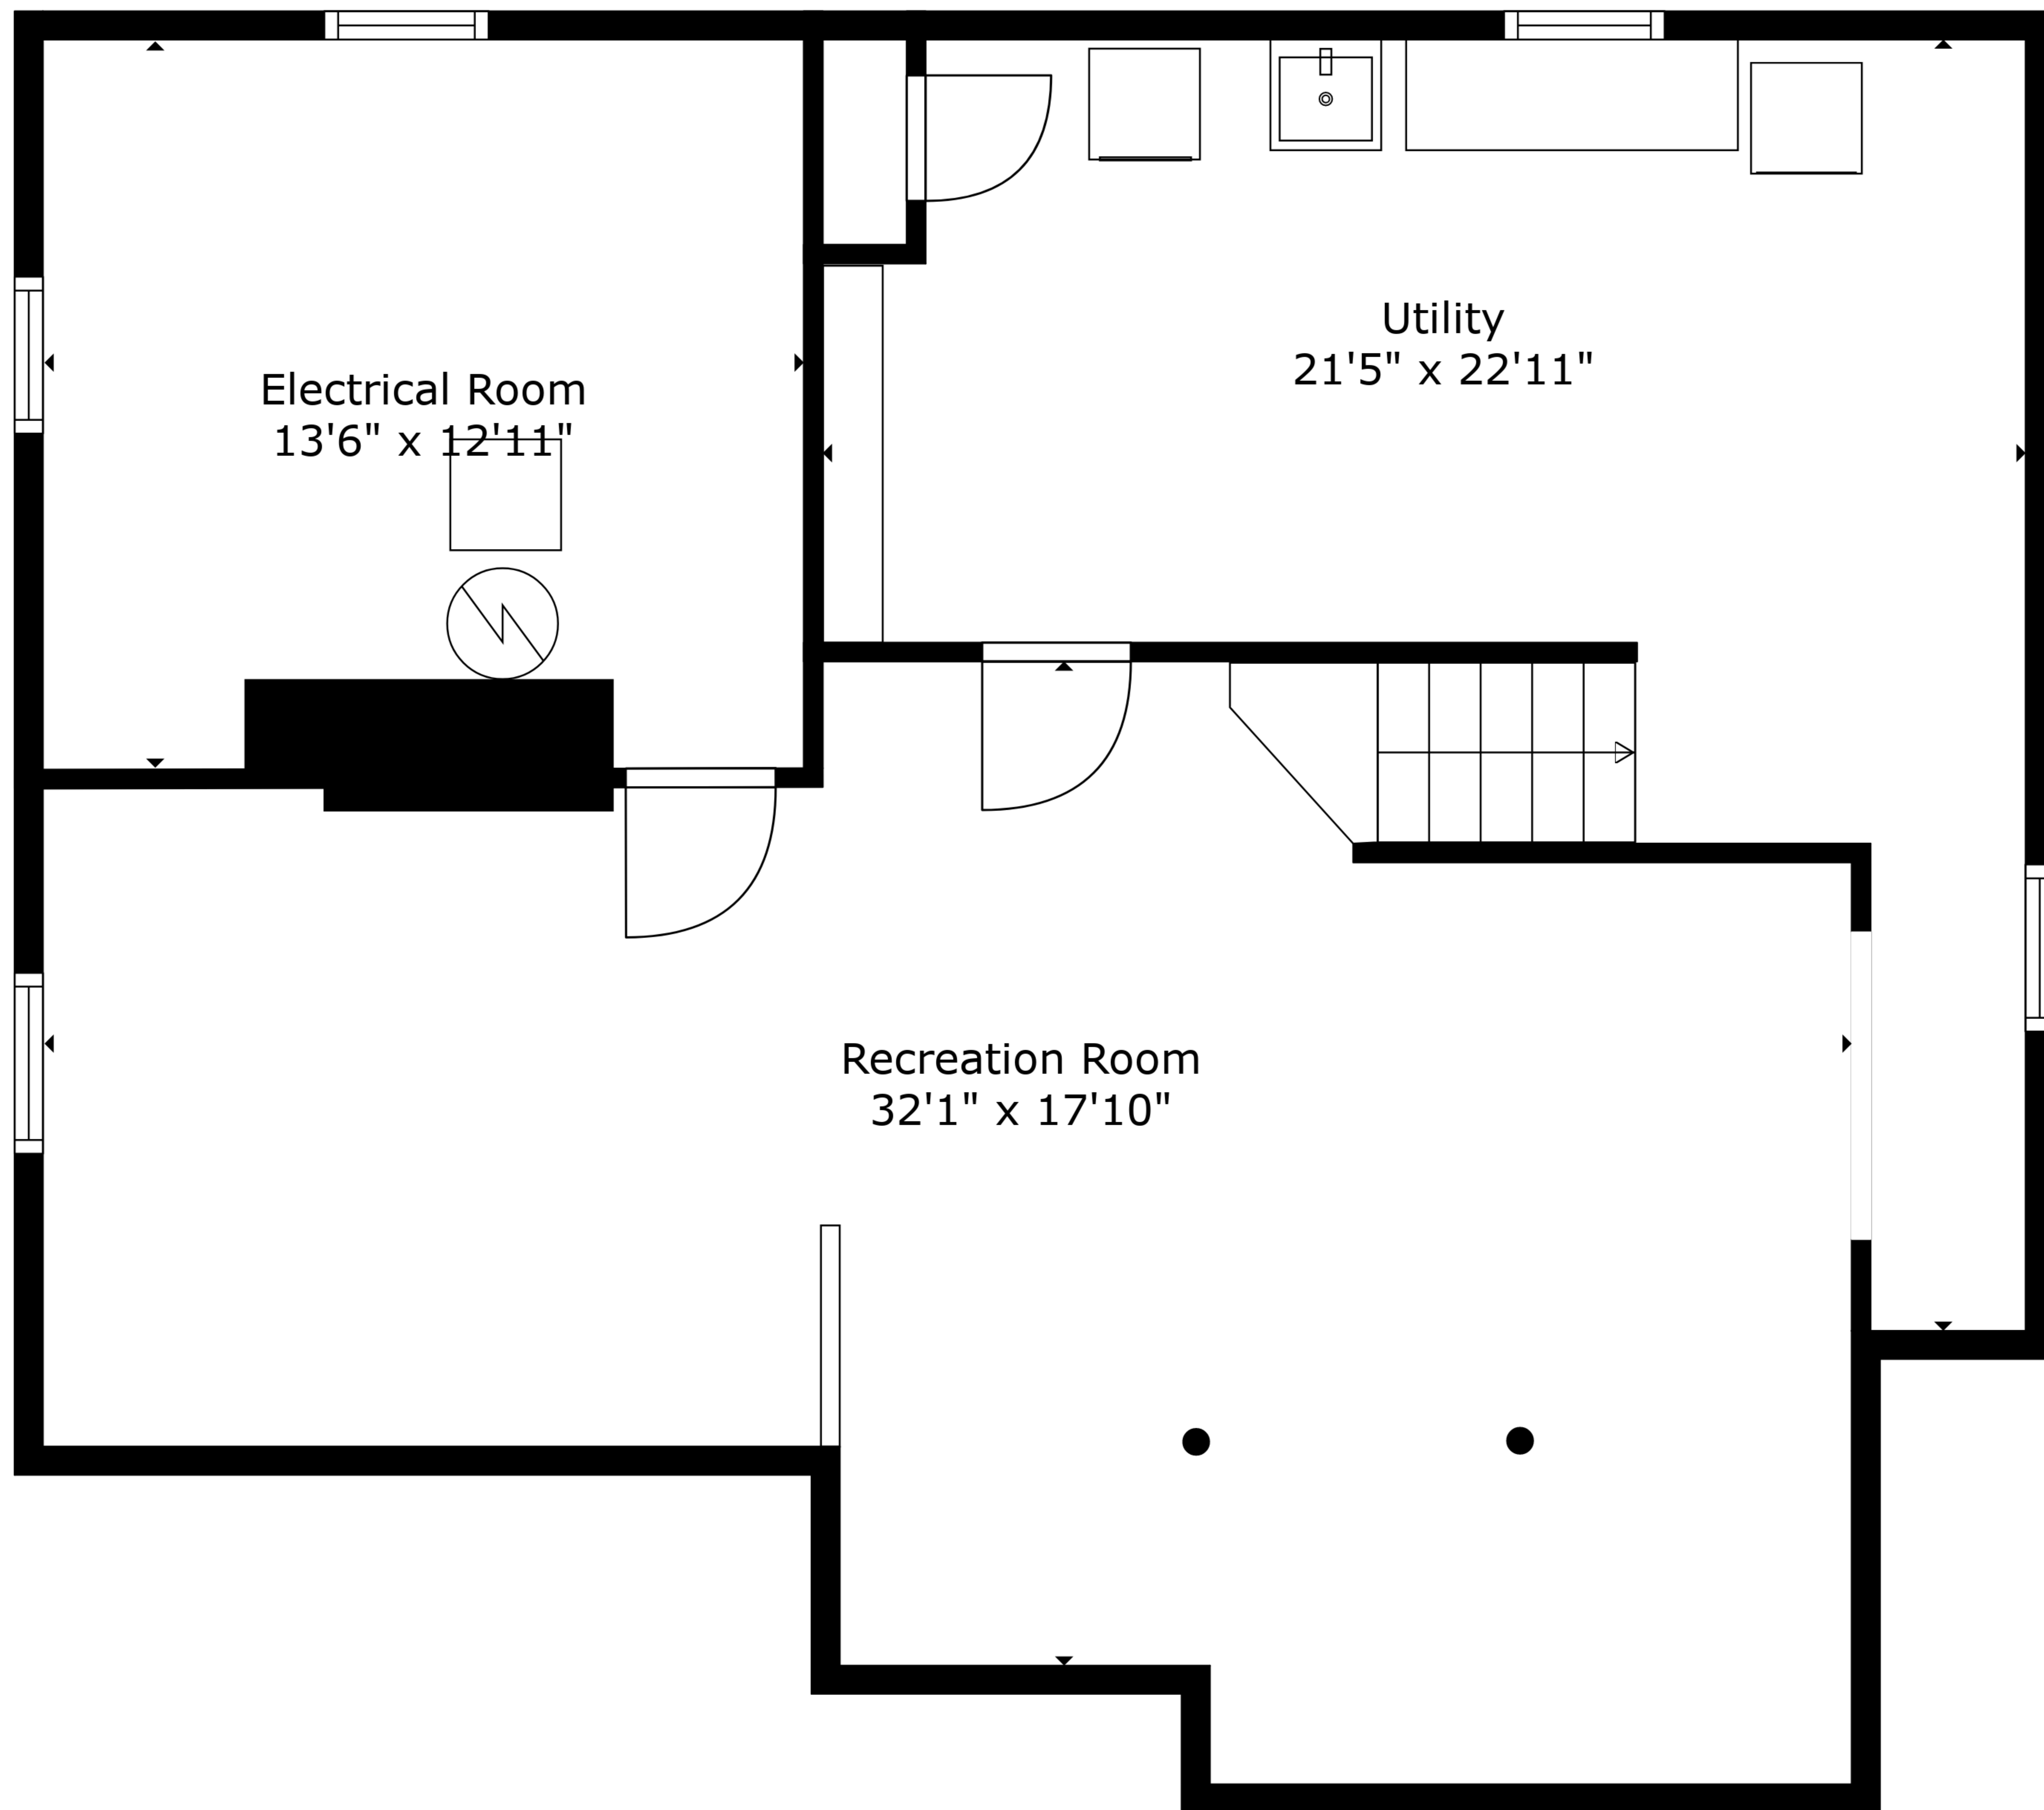 Utility
21'5" x 22'11"
Electrical Room
13'6" x 12'11"
Recreation Room
32'1" x 17'10"